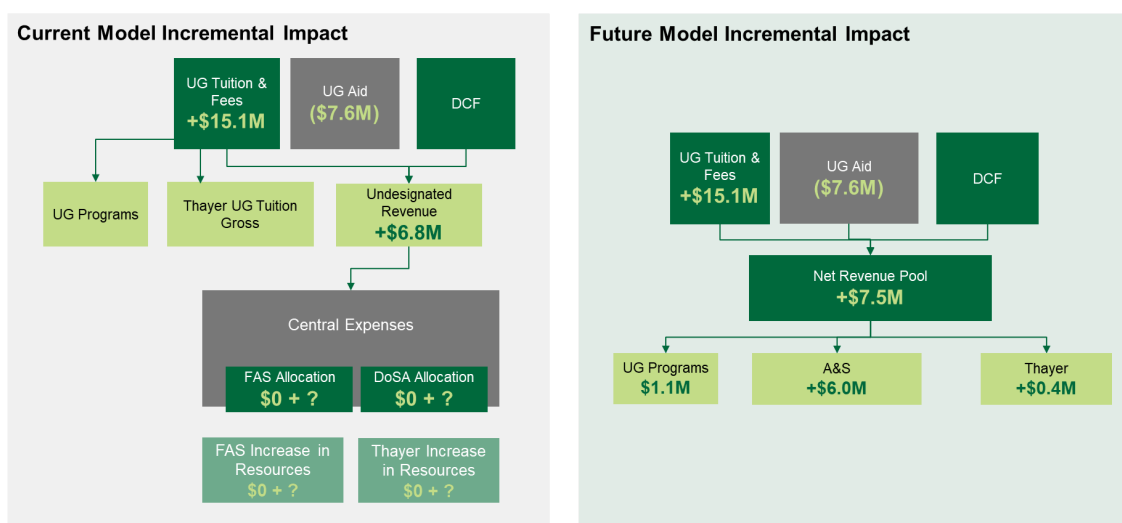 Current Model Incremental Impact
UG Tuition &
Fees
+$15.1M
UG Aid
($7.6M)
DCF
UG Programs
Thayer UG Tuition
Gross
Undesignated
Revenue
+$6.8M
Central Expenses
FAS Allocation
$0 + ?
DoSA Allocation
$0 + ?
FAS Increase in
Resources
$0 + ?
Thayer Increase
in Resources
$0 + ?
Future Model Incremental Impact
UG Tuition &
Fees
+$15.1M
UG Aid
($7.6M)
DCF
Net Revenue Pool
+$7.5M
UG Programs
$1.1M
A&S
+$6.0M
Thayer
+$0.4M